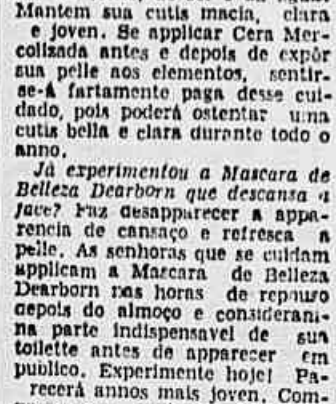 Mantem sua cutis macia, clara
e joven. Se applicar Cera Mer-
colizada antes e depois de expôr
sua pelle aos elementos, sentir-
se-á fartamente paga desse cui-
dado, pois poderá ostentar uma
cutis bella e clara durante todo o
anno.
Já experimentou a Mascara de
Belleza Dearborn que descansa a
face? Faz desapparecer a appa-
rencia de cansaço e refresca a
pelle. As senhoras que se cuidam
applicam a Mascara de Belleza
Dearborn nas horas de repouso
depois do almoço e consideram-
na parte indispensavel de sua
toilette antes de apparecer em
publico. Experimente hoje! Pa-
recerá annos mais joven. Com-